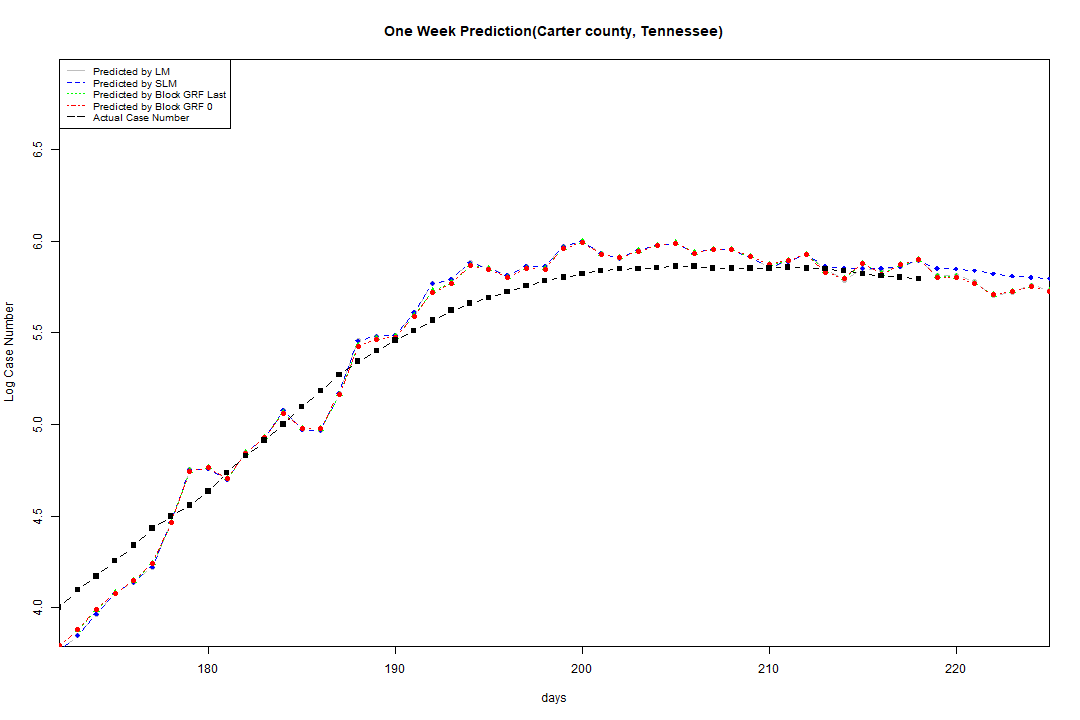 One Week Prediction(Carter county, Tennessee)
Predicted by LM
Predicted by SLM
Predicted by Block GRF Last
Predicted by Block GRF 0
Actual Case Number
6.5
6.0
5.5
5.0
4.5
4.0
Log Case Number
180 190 200 210 220
days